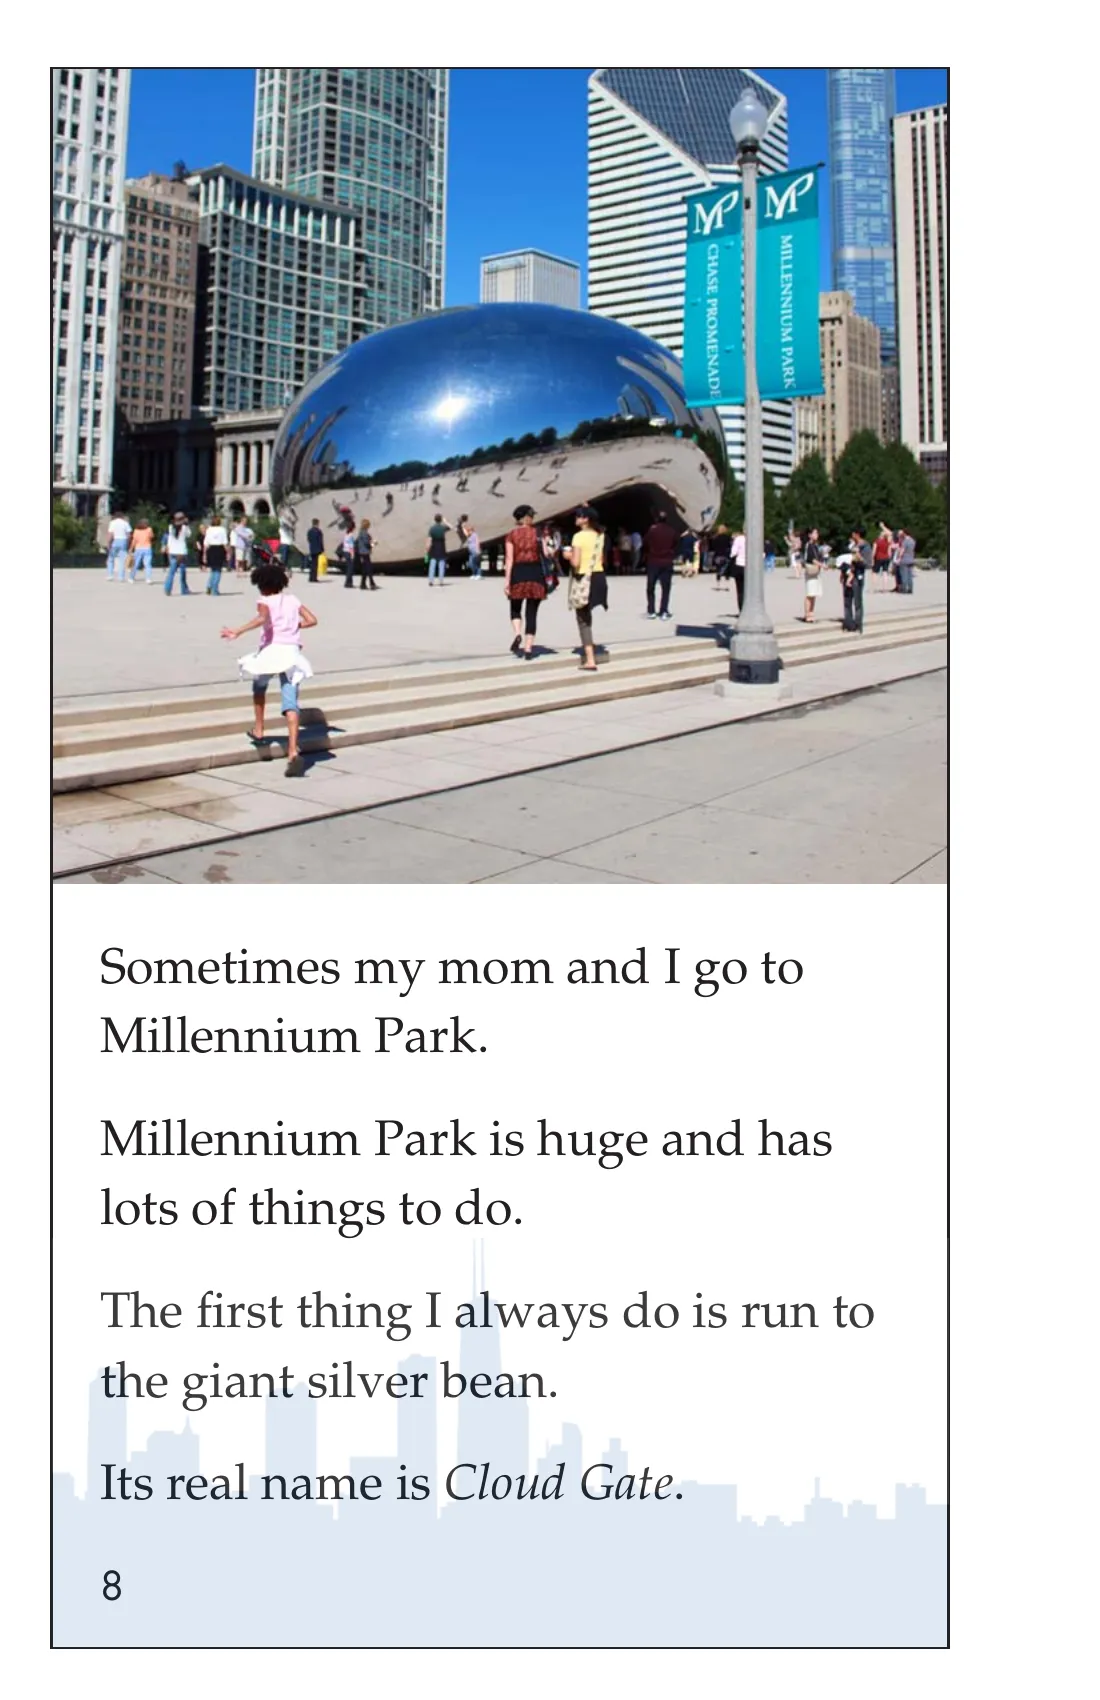 MP
CHASE PROMENADE
MP
MILLENNIUM PARK
Sometimes my mom and I go to
Millennium Park.
Millennium Park is huge and has
lots of things to do.
The first thing I always do is run to
the giant silver bean.
Its real name is Cloud Gate.
8